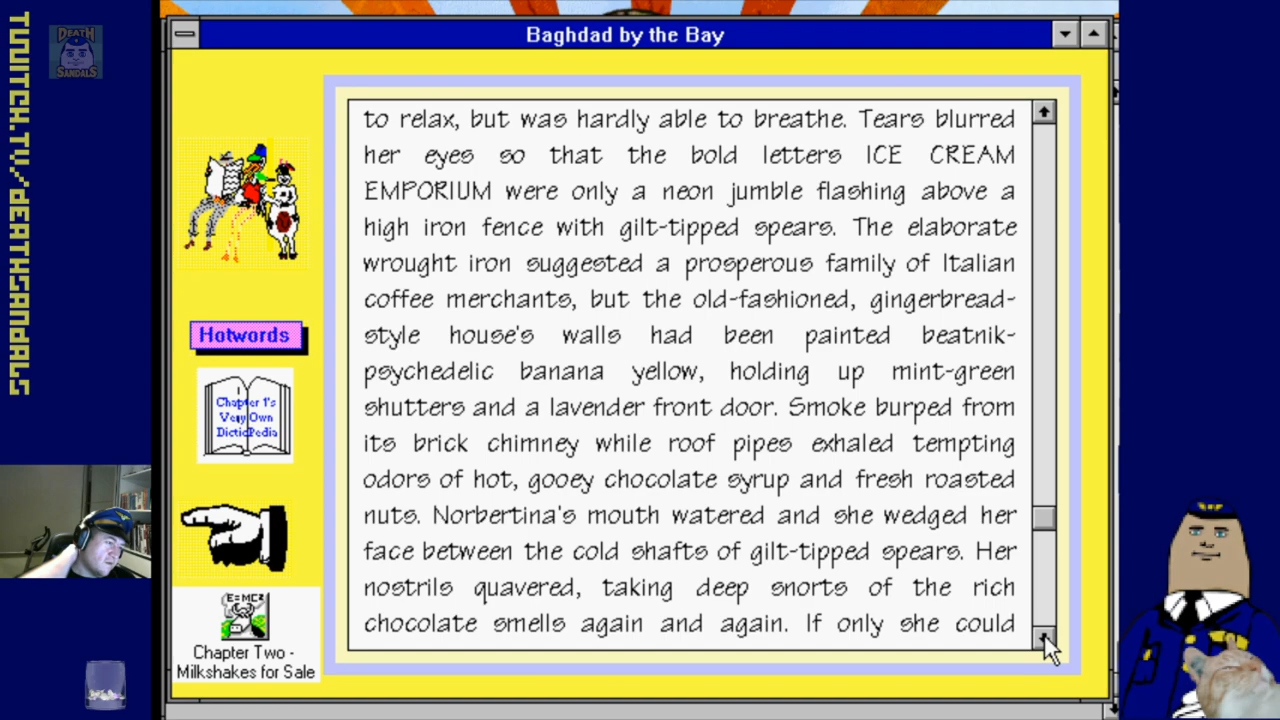 TWITCH.TV/DEATHSANDALS
DEATH
SANDALS
Baghdad by the Bay
to relax, but was hardly able to breathe. Tears blurred
her eyes so that the bold letters ICE CREAM
EMPORIUM were only a neon jumble flashing above a
high iron fence with gilt-tipped spears. The elaborate
wrought iron suggested a prosperous family of Italian
coffee merchants, but the old-fashioned, gingerbread-
style house's walls had been painted beatnik-
psychedelic banana yellow, holding up mint-green
shutters and a lavender front door. Smoke burped from
its brick chimney while roof pipes exhaled tempting
odors of hot, gooey chocolate syrup and fresh roasted
nuts. Norbertina's mouth watered and she wedged her
face between the cold shafts of gilt-tipped spears. Her
nostrils quavered, taking deep snorts of the rich
chocolate smells again and again. If only she could
Hotwords
Chapter 1's
Very Own
DicticPedia
E=MC2
Chapter Two -
Milkshakes for Sale